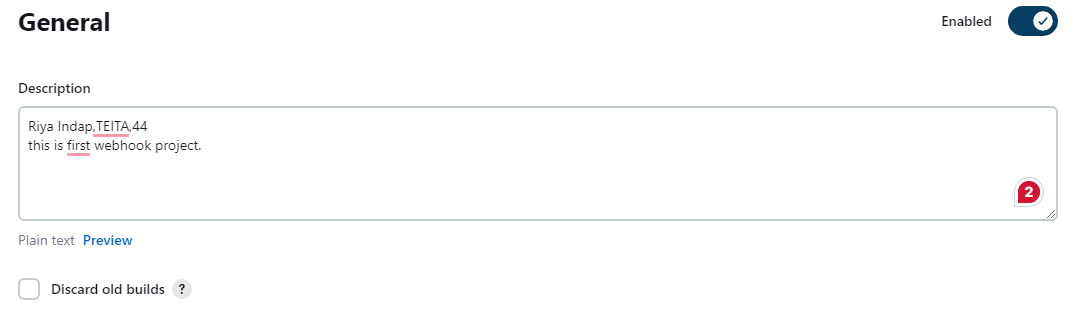 General
Enabled
Description
Riya Indap,TEITA,44
this is first webhook project.
2
Plain text Preview
Discard old builds ?